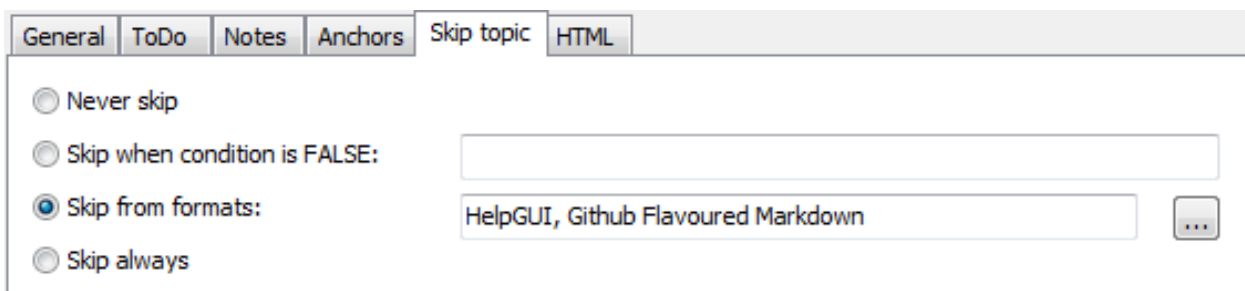 General ToDo Notes Anchors Skip topic HTML
Never skip
Skip when condition is FALSE:
Skip from formats: HelpGUI, Github Flavoured Markdown ...
Skip always